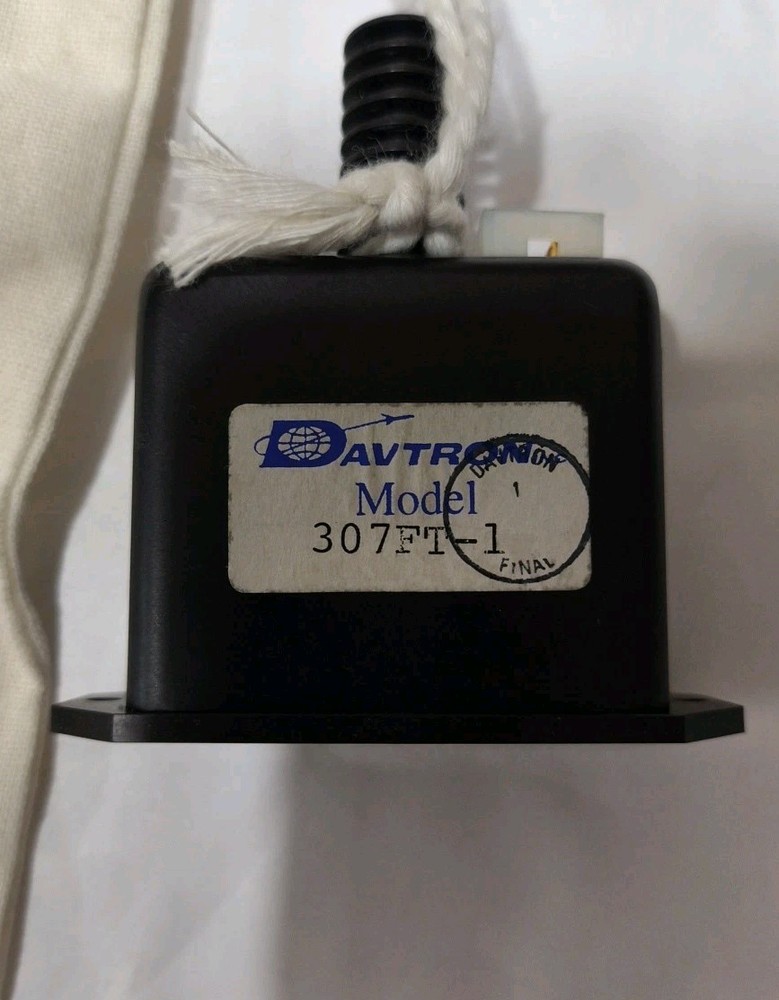 DAVTRON
Model
307FT-1
DAVTRON
1
FINAL